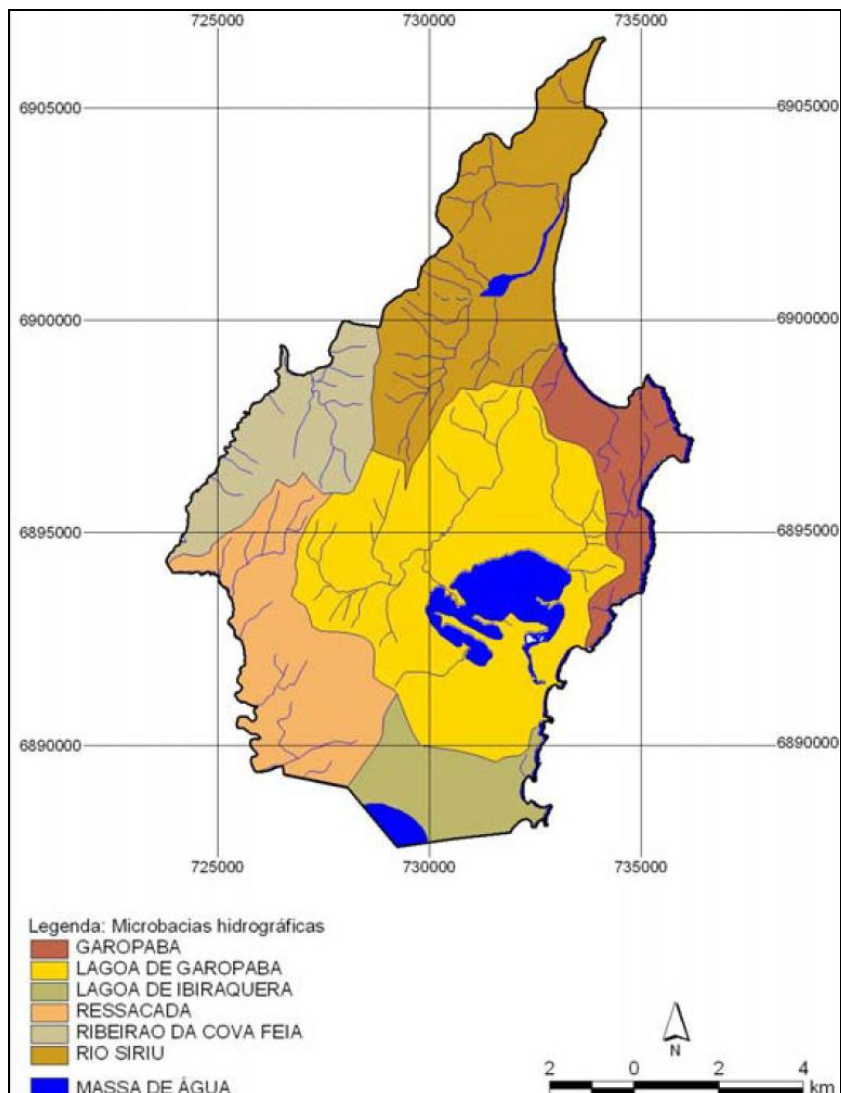 725000 730000 735000
6905000 6905000
6900000 6900000
6895000 6895000
6890000 6890000
725000 730000 735000
Legenda: Microbacias hidrográficas
GAROPABA
LAGOA DE GAROPABA
LAGOA DE IBIRAQUERA
RESSACADA
RIBEIRAO DA COVA FEIA
RIO SIRIU
MASSA DE ÁGUA
N
2 0 2 4
km